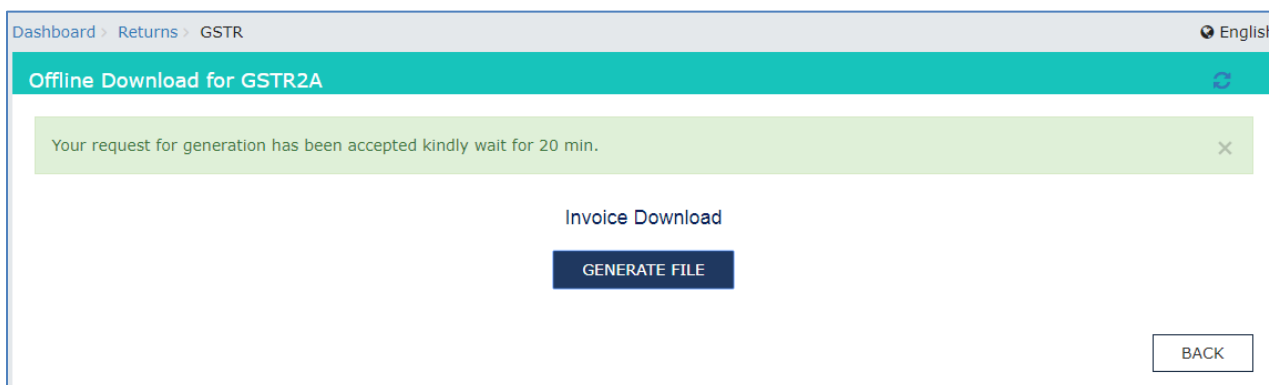 Dashboard > Returns > GSTR
English
Offline Download for GSTR2A
Your request for generation has been accepted kindly wait for 20 min.
Invoice Download
GENERATE FILE
BACK